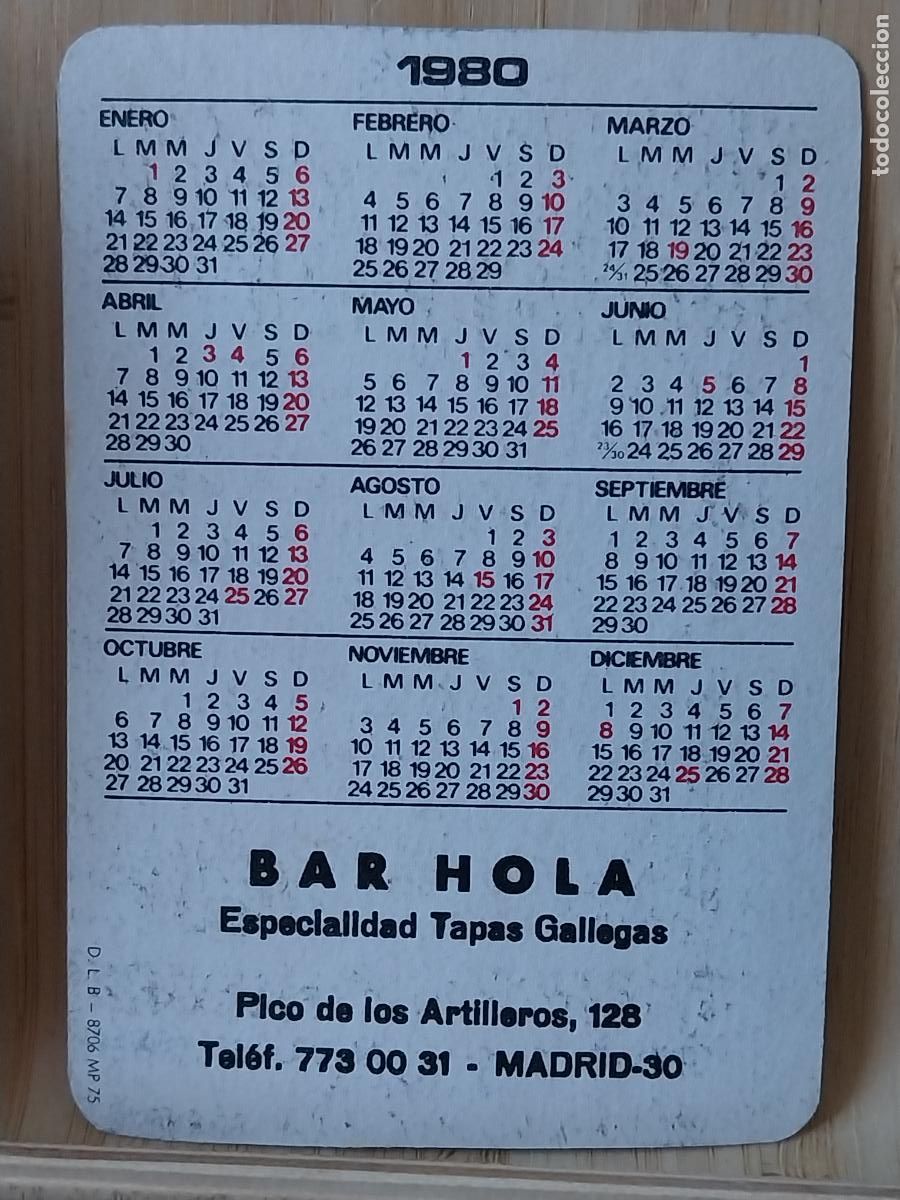 1980
ENERO
L M M J V S D
1 2 3 4 5 6
7 8 9 10 11 12 13
14 15 16 17 18 19 20
21 22 23 24 25 26 27
28 29 30 31
FEBRERO
L M M J V S D
1 2 3
4 5 6 7 8 9 10
11 12 13 14 15 16 17
18 19 20 21 22 23 24
25 26 27 28 29
MARZO
L M M J V S D
1 2
3 4 5 6 7 8 9
10 11 12 13 14 15 16
17 18 19 20 21 22 23
24/31 25 26 27 28 29 30
ABRIL
L M M J V S D
1 2 3 4 5 6
7 8 9 10 11 12 13
14 15 16 17 18 19 20
21 22 23 24 25 26 27
28 29 30
MAYO
L M M J V S D
1 2 3 4
5 6 7 8 9 10 11
12 13 14 15 16 17 18
19 20 21 22 23 24 25
26 27 28 29 30 31
JUNIO
L M M J V S D
1
2 3 4 5 6 7 8
9 10 11 12 13 14 15
16 17 18 19 20 21 22
23/30 24 25 26 27 28 29
JULIO
L M M J V S D
1 2 3 4 5 6
7 8 9 10 11 12 13
14 15 16 17 18 19 20
21 22 23 24 25 26 27
28 29 30 31
AGOSTO
L M M J V S D
1 2 3
4 5 6 7 8 9 10
11 12 13 14 15 16 17
18 19 20 21 22 23 24
25 26 27 28 29 30 31
SEPTIEMBRE
L M M J V S D
1 2 3 4 5 6 7
8 9 10 11 12 13 14
15 16 17 18 19 20 21
22 23 24 25 26 27 28
29 30
OCTUBRE
L M M J V S D
1 2 3 4 5
6 7 8 9 10 11 12
13 14 15 16 17 18 19
20 21 22 23 24 25 26
27 28 29 30 31
NOVIEMBRE
L M M J V S D
1 2
3 4 5 6 7 8 9
10 11 12 13 14 15 16
17 18 19 20 21 22 23
24 25 26 27 28 29 30
DICIEMBRE
L M M J V S D
1 2 3 4 5 6 7
8 9 10 11 12 13 14
15 16 17 18 19 20 21
22 23 24 25 26 27 28
29 30 31
BAR HOLA
Especialidad Tapas Gallegas
Pico de los Artilleros, 128
Teléf. 773 00 31 - MADRID-30
D. L. B - 8706 MP 75
todocoleccion